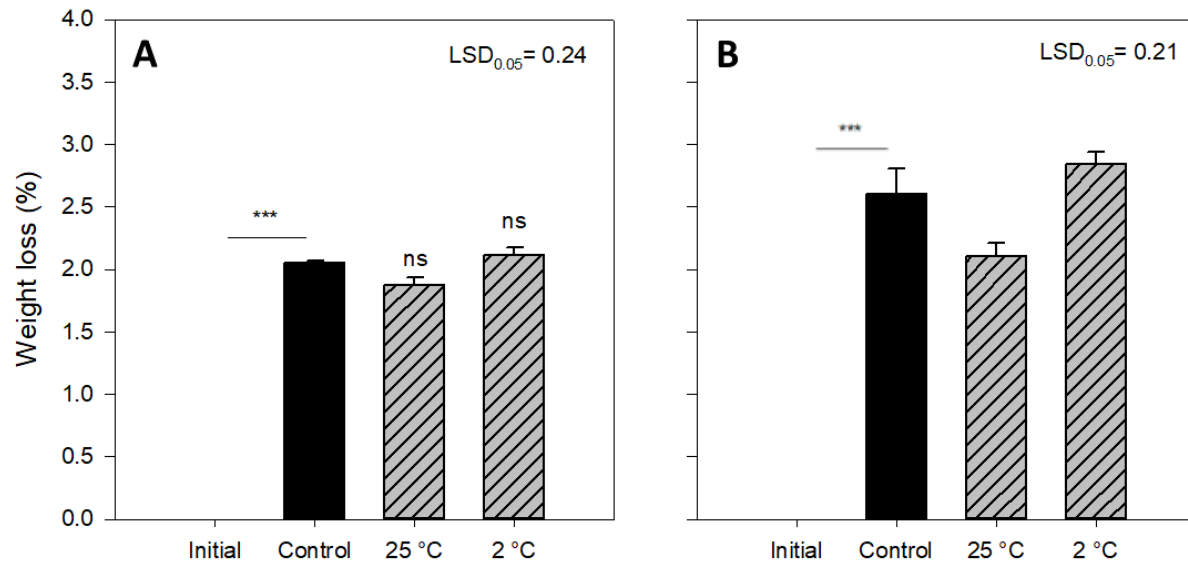 A
LSD0.05= 0.24
B
LSD0.05= 0.21
Weight loss (%)
4.0
3.5
3.0
2.5
2.0
1.5
1.0
0.5
0.0
***
ns
ns
***
Initial
Control
25 °C
2 °C
Initial
Control
25 °C
2 °C